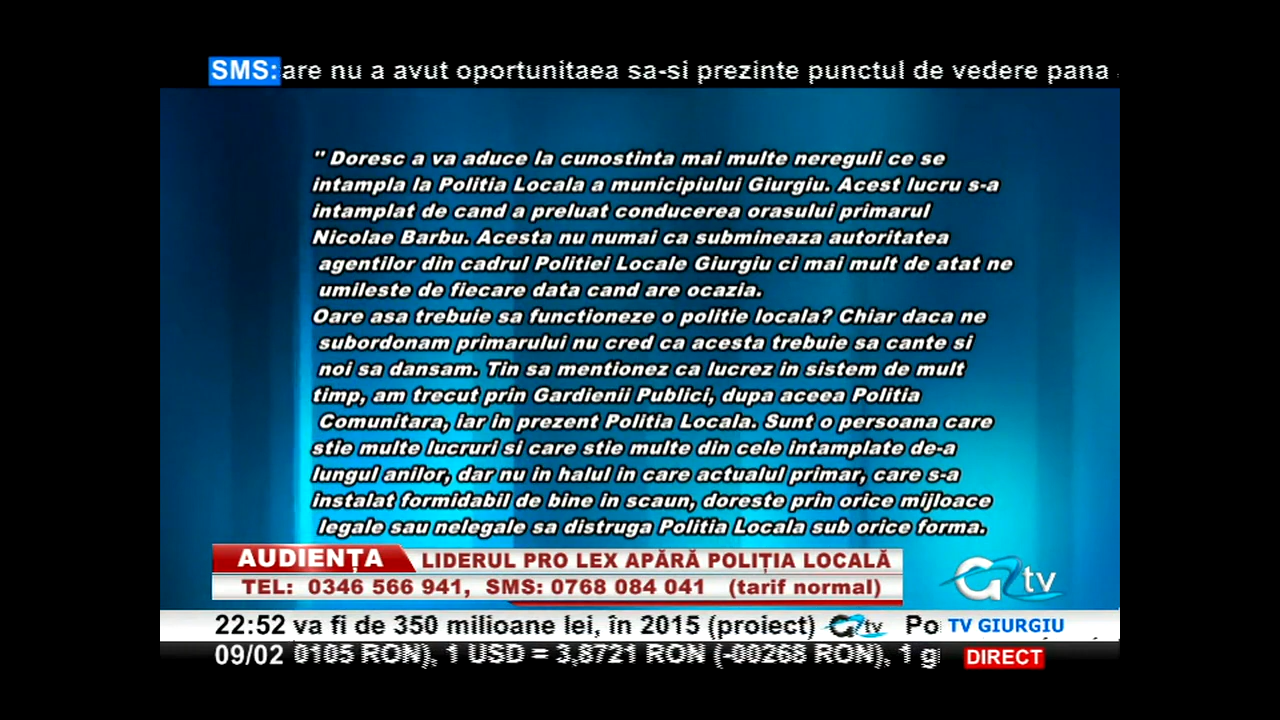 SMS: are nu a avut oportunitaea sa-si prezinte punctul de vedere pana
" Doresc a va aduce la cunostinta mai multe nereguli ce se
intampla la Politia Locala a municipiului Giurgiu. Acest lucru s-a
intamplat de cand a preluat conducerea orasului primarul
Nicolae Barbu. Acesta nu numai ca submineaza autoritatea
agentilor din cadrul Politiei Locale Giurgiu ci mai mult de atat ne
umileste de fiecare data cand are ocazia.
Oare asa trebuie sa functioneze o politie locala? Chiar daca ne
subordonam primarului nu cred ca acesta trebuie sa cante si
noi sa dansam. Tin sa mentionez ca lucrez in sistem de mult
timp, am trecut prin Gardienii Publici, dupa aceea Politia
Comunitara, iar in prezent Politia Locala. Sunt o persoana care
stie multe lucruri si care stie multe din cele intamplate de-a
lungul anilor, dar nu in halul in care actualul primar, care s-a
instalat formidabil de bine in scaun, doreste prin orice mijloace
legale sau nelegale sa distruga Politia Locala sub orice forma.
AUDIENȚA LIDERUL PRO LEX APĂRĂ POLIȚIA LOCALĂ
TEL: 0346 566 941, SMS: 0768 084 041 (tarif normal)
G tv
22:52 va fi de 350 milioane lei, în 2015 (proiect) G tv Po TV GIURGIU
09/02 0105 RON), 1 USD = 3,8721 RON (-00268 RON), 1 g DIRECT